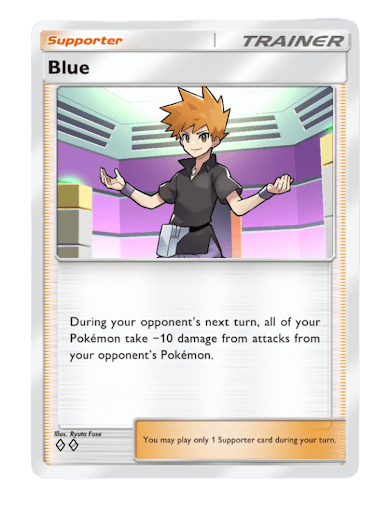 Supporter
TRAINER
Blue
During your opponent's next turn, all of your
Pokémon take −10 damage from attacks from
your opponent's Pokémon.
Illus. Ryuta Fuse
You may play only 1 Supporter card during your turn.